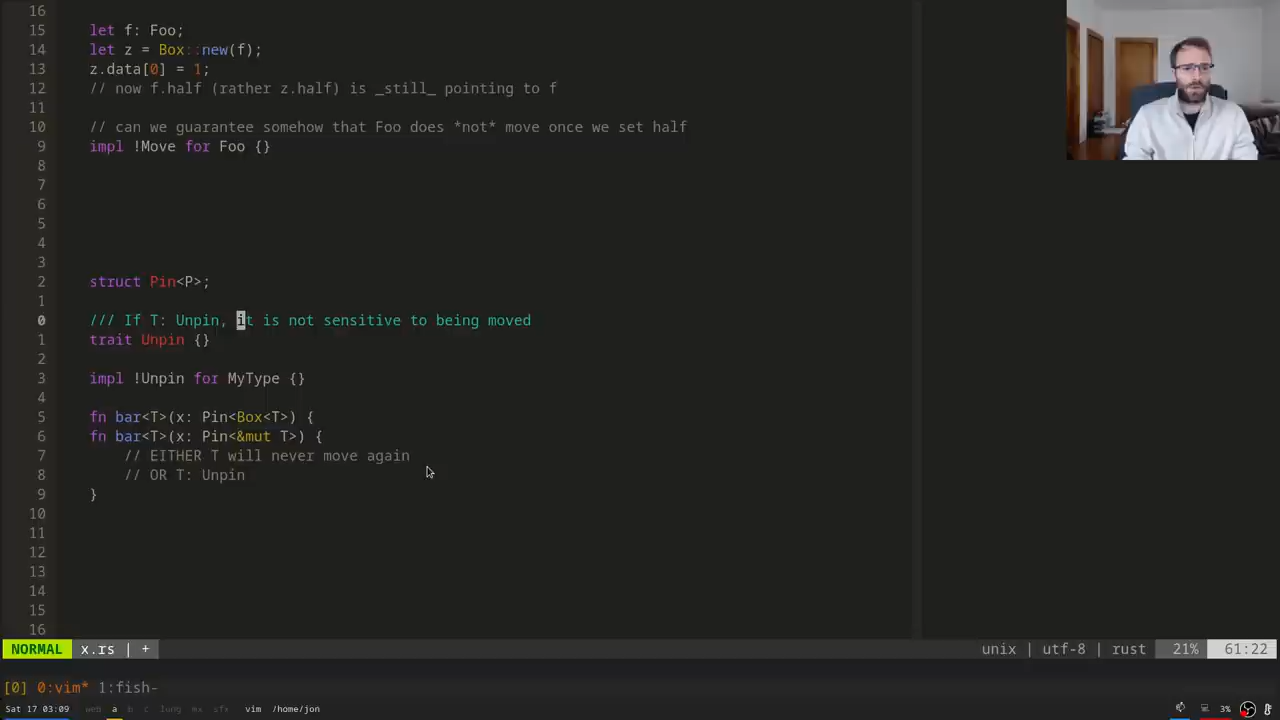 16
15 let f: Foo;
14 let z = Box::new(f);
13 z.data[0] = 1;
12 // now f.half (rather z.half) is _still_ pointing to f
11
10 // can we guarantee somehow that Foo does *not* move once we set half
9 impl !Move for Foo {}
8
7
6
5
4
3
2 struct Pin<P>;
1
0 /// If T: Unpin, it is not sensitive to being moved
1 trait Unpin {}
2
3 impl !Unpin for MyType {}
4
5 fn bar<T>(x: Pin<Box<T>) {
6 fn bar<T>(x: Pin<&mut T>) {
7 // EITHER T will never move again
8 // OR T: Unpin
9 }
10
11
12
13
14
15
16
NORMAL x.rs | + unix | utf-8 | rust 21% 61:22
[0] 0:vim* 1:fish-
Sat 17 03:09 web a b c lung mx sfx vim /home/jon 3%